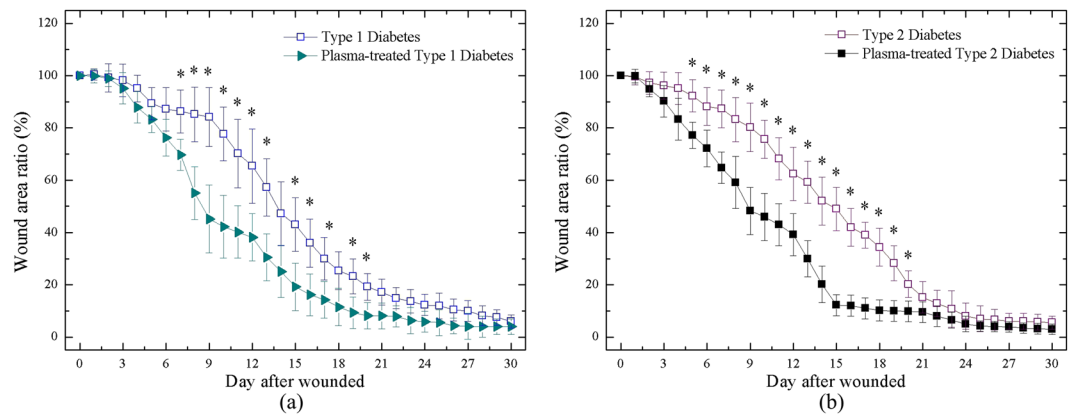 120
100
80
60
40
20
0
Wound area ratio (%)
Type 1 Diabetes
Plasma-treated Type 1 Diabetes
* * * * * * * * * * * *
0 3 6 9 12 15 18 21 24 27 30
Day after wounded
(a)
120
100
80
60
40
20
0
Wound area ratio (%)
Type 2 Diabetes
Plasma-treated Type 2 Diabetes
* * * * * * * * * * * * * * * *
0 3 6 9 12 15 18 21 24 27 30
Day after wounded
(b)